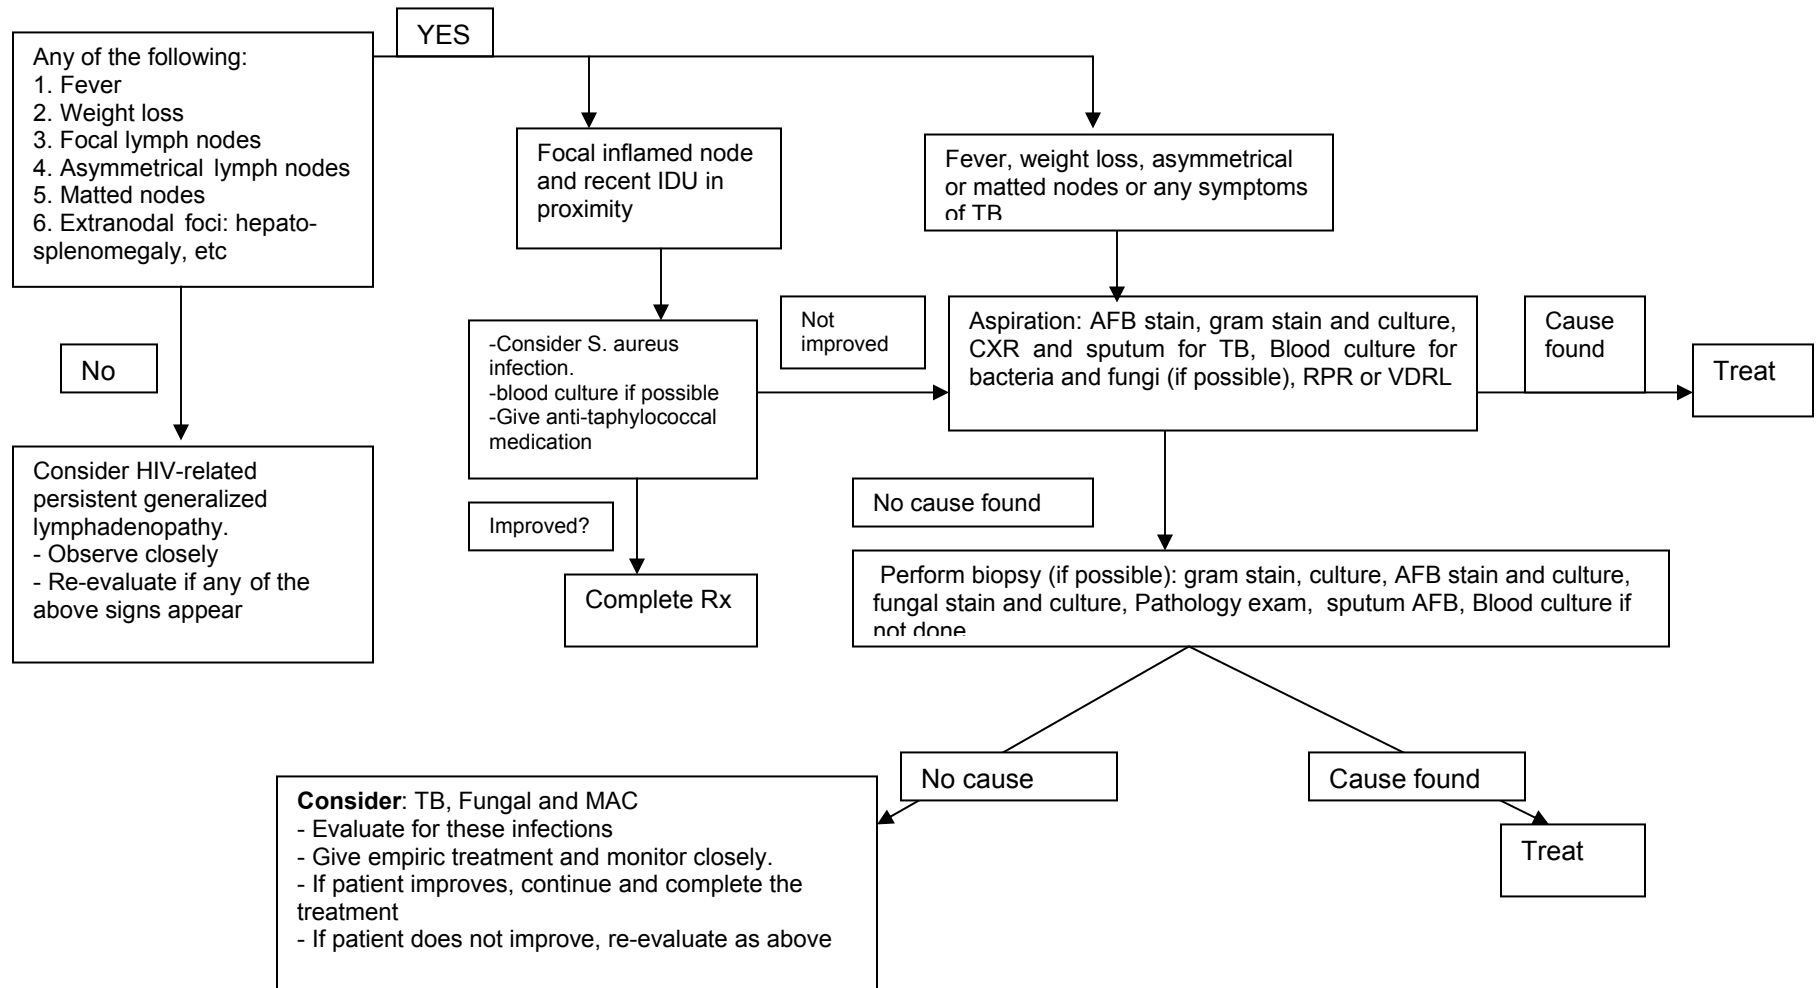 YES
Any of the following:
1. Fever
2. Weight loss
3. Focal lymph nodes
4. Asymmetrical lymph nodes
5. Matted nodes
6. Extranodal foci: hepato-
splenomegaly, etc
Focal inflamed node
and recent IDU in
proximity
Fever, weight loss, asymmetrical
or matted nodes or any symptoms
of TB
No
-Consider S. aureus
infection.
-blood culture if possible
-Give anti-taphylococcal
medication
Not
improved
Aspiration: AFB stain, gram stain and culture,
CXR and sputum for TB, Blood culture for
bacteria and fungi (if possible), RPR or VDRL
Cause
found
Treat
Consider HIV-related
persistent generalized
lymphadenopathy.
- Observe closely
- Re-evaluate if any of the
above signs appear
Improved?
Complete Rx
No cause found
Perform biopsy (if possible): gram stain, culture, AFB stain and culture,
fungal stain and culture, Pathology exam, sputum AFB, Blood culture if
not done
No cause
Cause found
Consider: TB, Fungal and MAC
- Evaluate for these infections
- Give empiric treatment and monitor closely.
- If patient improves, continue and complete the
treatment
- If patient does not improve, re-evaluate as above
Treat